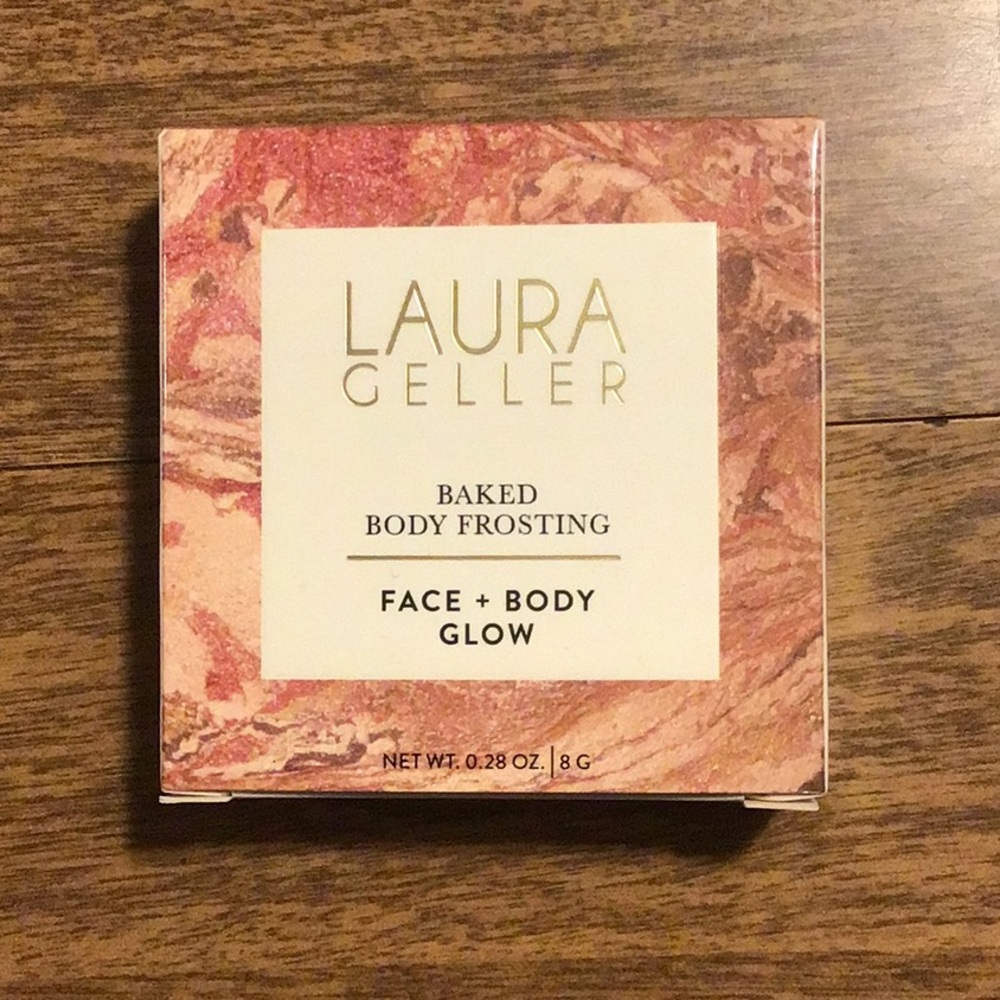 LAURA
GELLER
BAKED
BODY FROSTING
FACE + BODY
GLOW
NET WT. 0.28 OZ. | 8 G